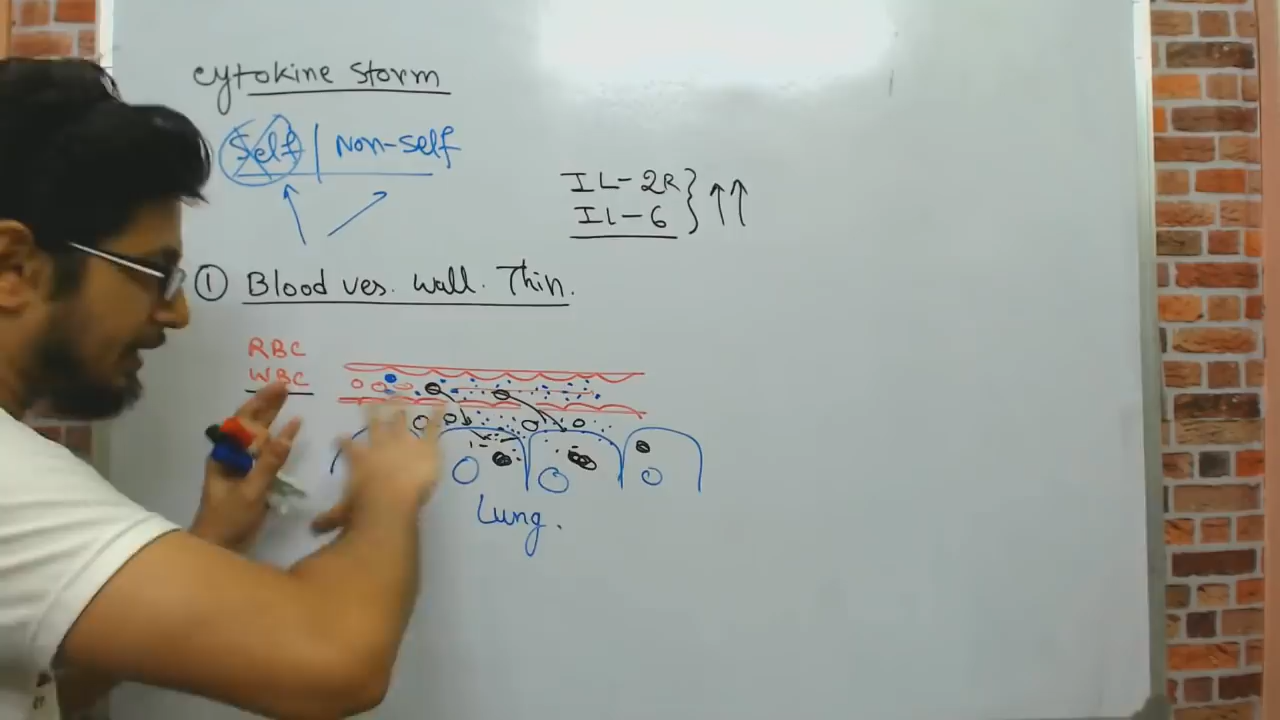 Cytokine Storm
Self | Non-self
IL-2R } ↑↑
IL-6
① Blood ves. wall. Thin.
RBC
WBC
Lung.